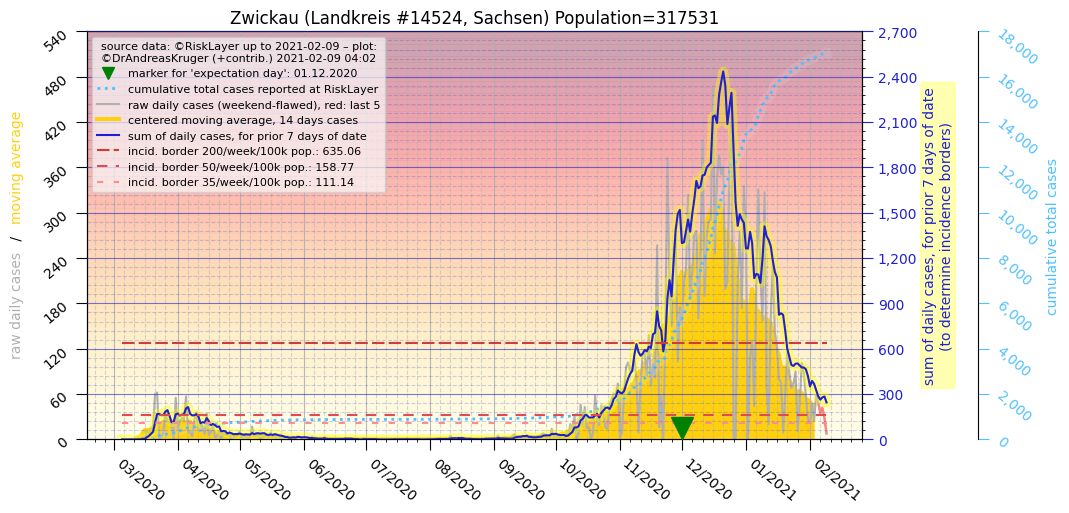 Zwickau (Landkreis #14524, Sachsen) Population=317531
source data: ©RiskLayer up to 2021-02-09 – plot:
©DrAndreasKruger (+contrib.) 2021-02-09 04:02
marker for 'expectation day': 01.12.2020
cumulative total cases reported at RiskLayer
raw daily cases (weekend-flawed), red: last 5
centered moving average, 14 days cases
sum of daily cases, for prior 7 days of date
incid. border 200/week/100k pop.: 635.06
incid. border 50/week/100k pop.: 158.77
incid. border 35/week/100k pop.: 111.14
raw daily cases / moving average
540
480
420
360
300
240
180
120
60
0
03/2020
04/2020
05/2020
06/2020
07/2020
08/2020
09/2020
10/2020
11/2020
12/2020
01/2021
02/2021
2,700
2,400
2,100
1,800
1,500
1,200
900
600
300
0
sum of daily cases, for prior 7 days of date
(to determine incidence borders)
18,000
16,000
14,000
12,000
10,000
8,000
6,000
4,000
2,000
0
cumulative total cases